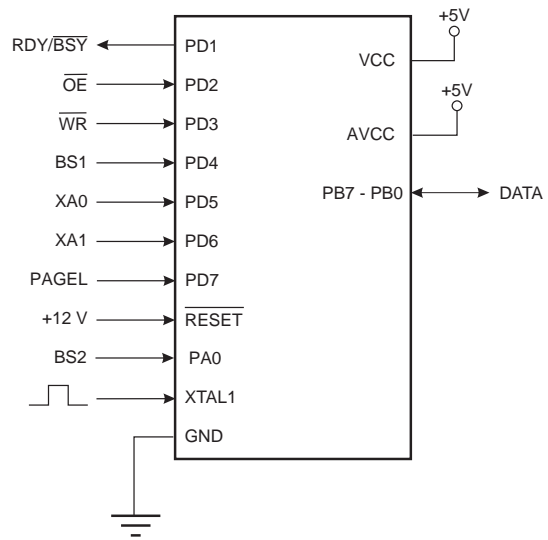 +5V
RDY/BSY PD1
VCC
OE PD2
+5V
WR PD3
AVCC
BS1 PD4
XA0 PD5 PB7 - PB0 DATA
XA1 PD6
PAGEL PD7
+12 V RESET
BS2 PA0
XTAL1
GND